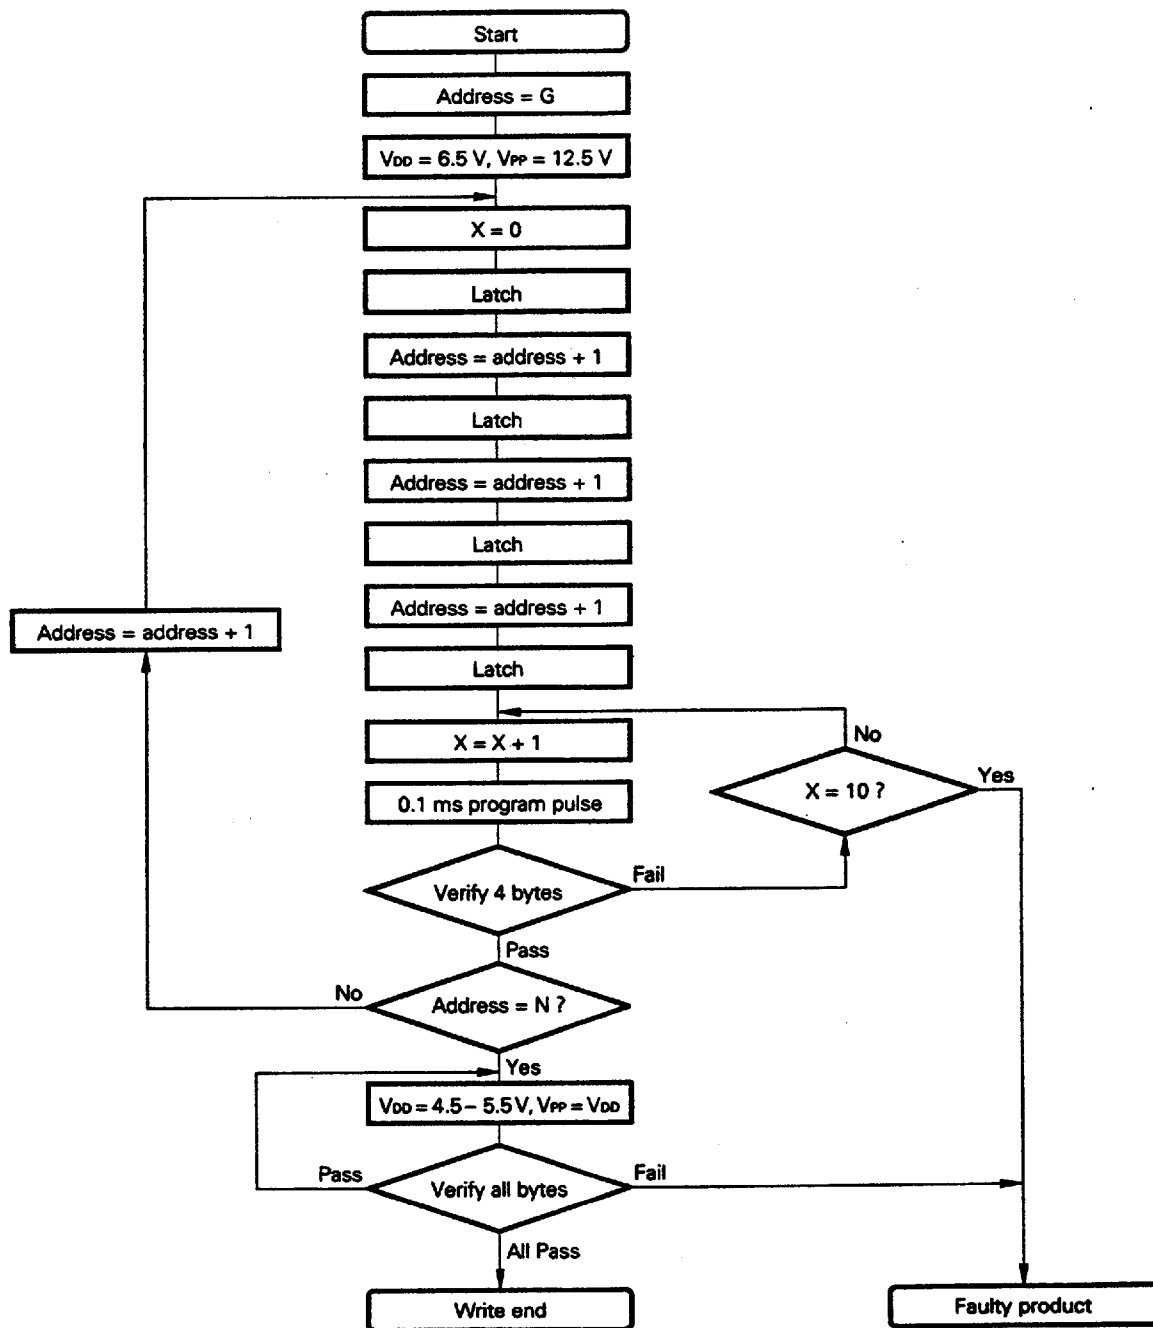 Start
Address = G
VDD = 6.5 V, VPP = 12.5 V
X = 0
Latch
Address = address + 1
Latch
Address = address + 1
Latch
Address = address + 1
Address = address + 1
Latch
X = X + 1
No
X = 10 ?
Yes
0.1 ms program pulse
Verify 4 bytes
Fail
Pass
No
Address = N ?
Yes
VDD = 4.5 – 5.5 V, VPP = VDD
Pass
Verify all bytes
Fail
All Pass
Write end
Faulty product